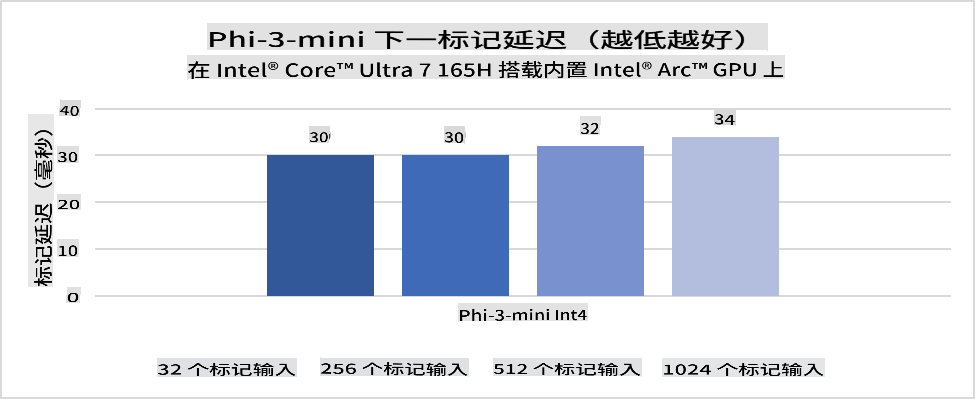 Phi-3-mini 下一标记延迟（越低越好）
在 Intel® Core™ Ultra 7 165H 搭载内置 Intel® Arc™ GPU 上
标记延迟（毫秒）
40
30
20
10
0
30
30
32
34
Phi-3-mini Int4
32 个标记输入
256 个标记输入
512 个标记输入
1024 个标记输入